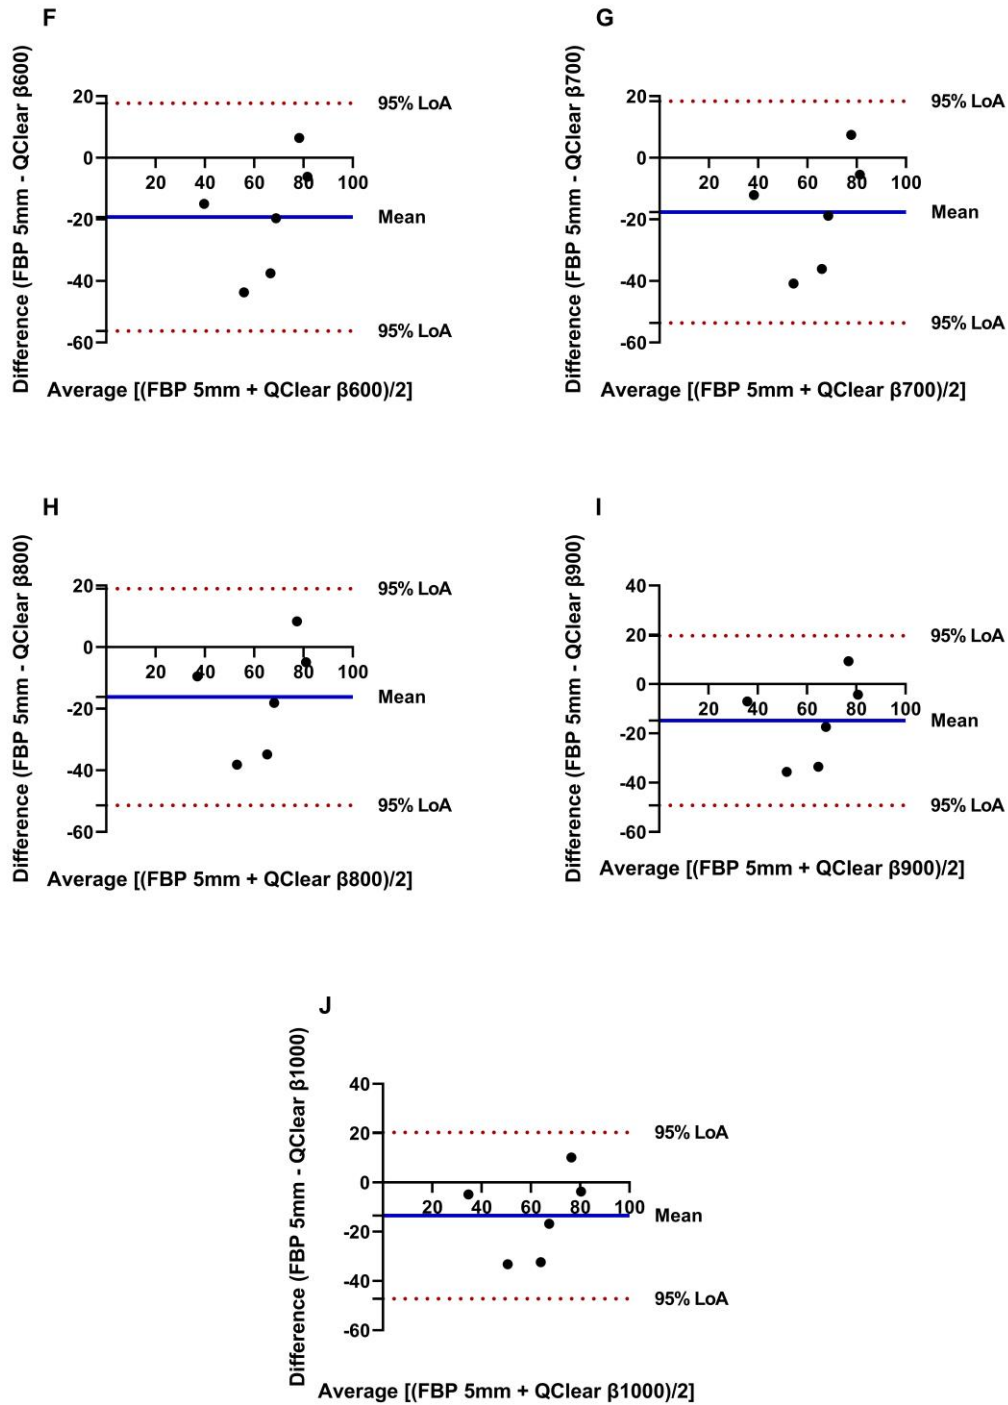 F
Difference (FBP 5mm - QClear β600)
20
95% LoA
0
20 40 60 80 100
-20
Mean
-40
-60
95% LoA
Average [(FBP 5mm + QClear β600)/2]
G
Difference (FBP 5mm - QClear β700)
20
95% LoA
0
20 40 60 80 100
-20
Mean
-40
-60
95% LoA
Average [(FBP 5mm + QClear β700)/2]
H
Difference (FBP 5mm - QClear β800)
20
95% LoA
0
20 40 60 80 100
-20
Mean
-40
-60
95% LoA
Average [(FBP 5mm + QClear β800)/2]
I
Difference (FBP 5mm - QClear β900)
40
20
95% LoA
0
20 40 60 80 100
Mean
-20
-40
95% LoA
-60
Average [(FBP 5mm + QClear β900)/2]
J
Difference (FBP 5mm - QClear β1000)
40
20
95% LoA
0
20 40 60 80 100
Mean
-20
-40
95% LoA
-60
Average [(FBP 5mm + QClear β1000)/2]